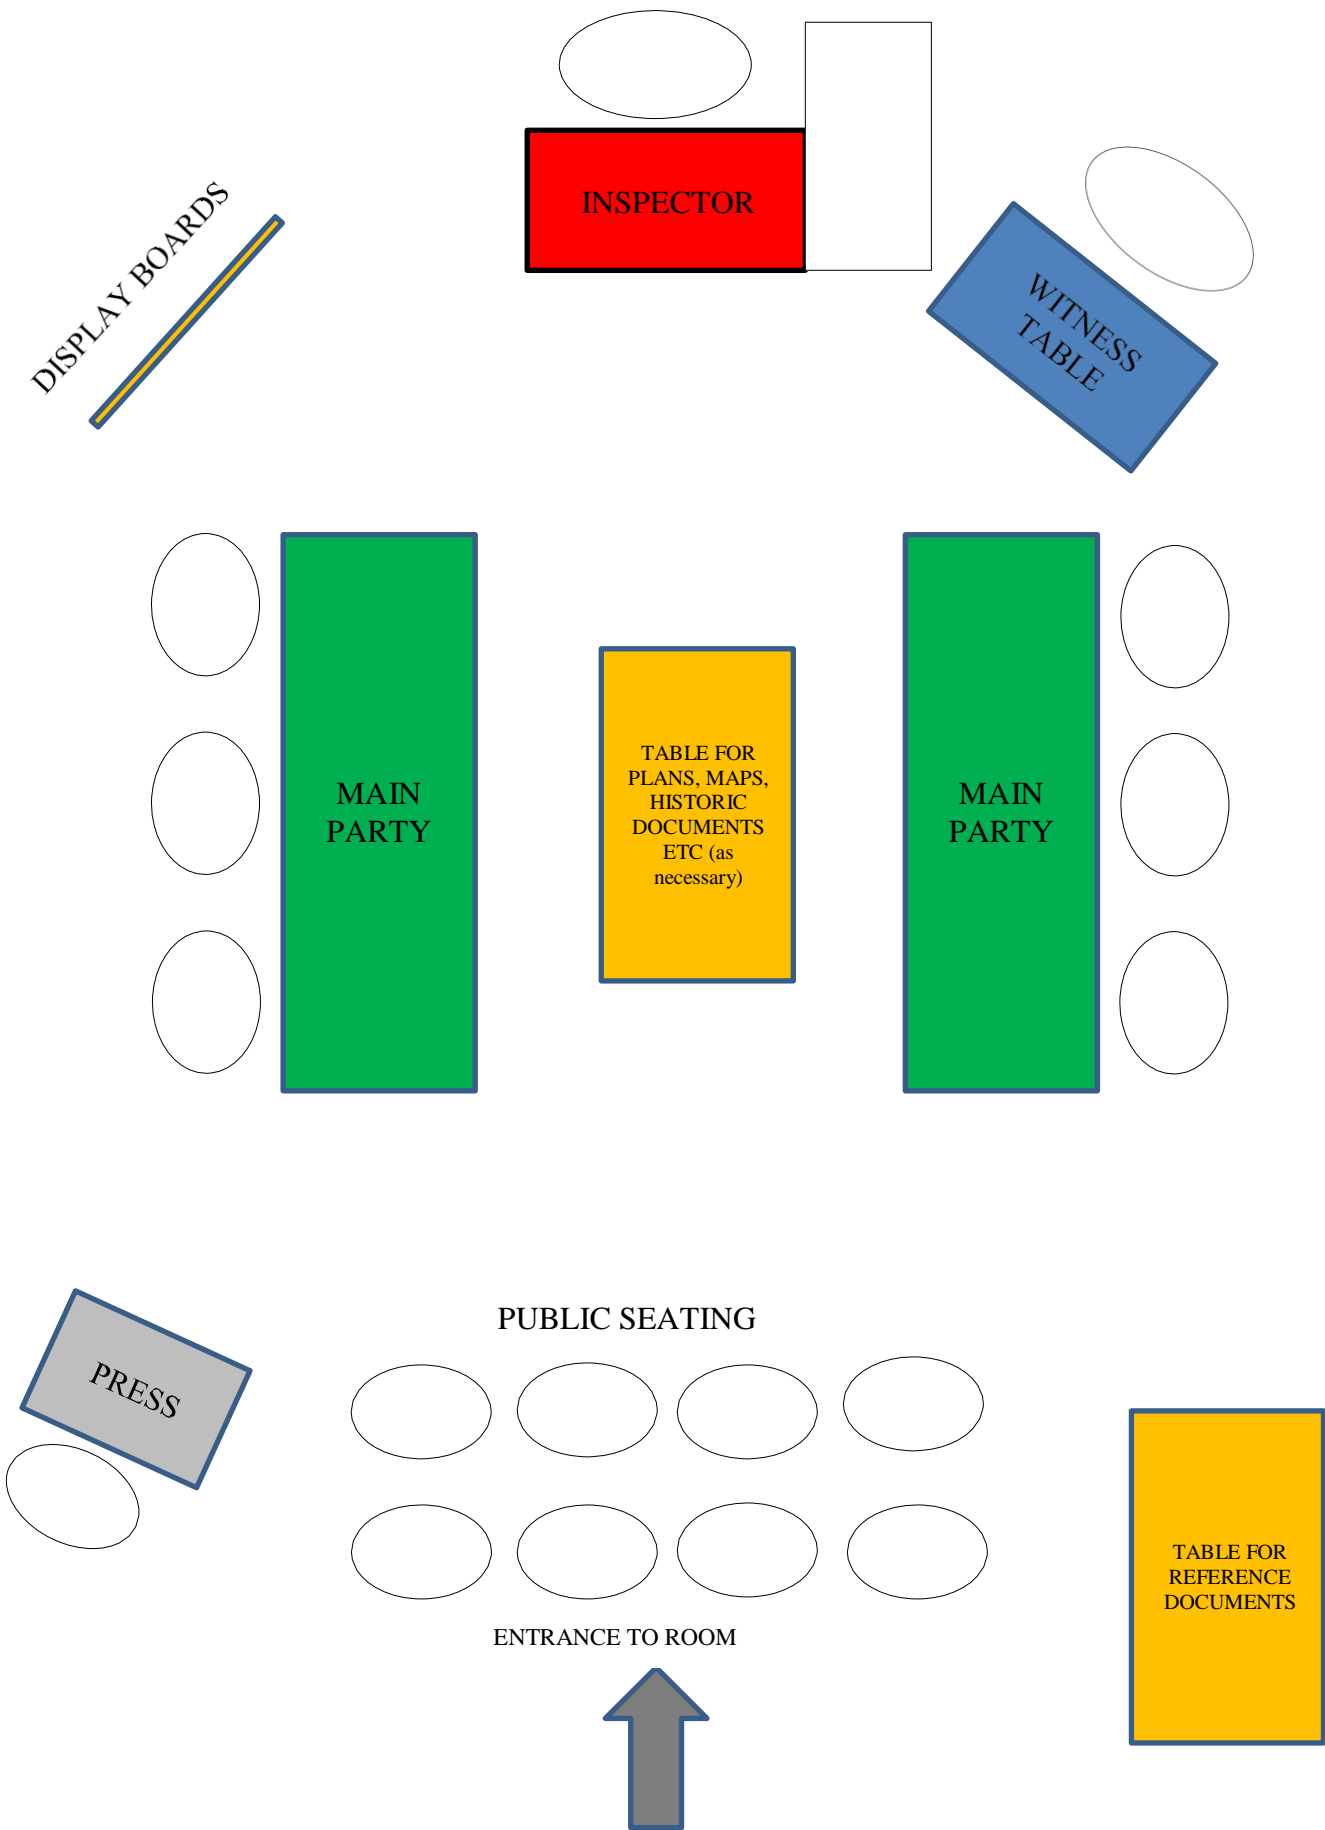 INSPECTOR
DISPLAY BOARDS
WITNESS
TABLE
MAIN
PARTY
TABLE FOR
PLANS, MAPS,
HISTORIC
DOCUMENTS
ETC (as
necessary)
MAIN
PARTY
PUBLIC SEATING
PRESS
TABLE FOR
REFERENCE
DOCUMENTS
ENTRANCE TO ROOM